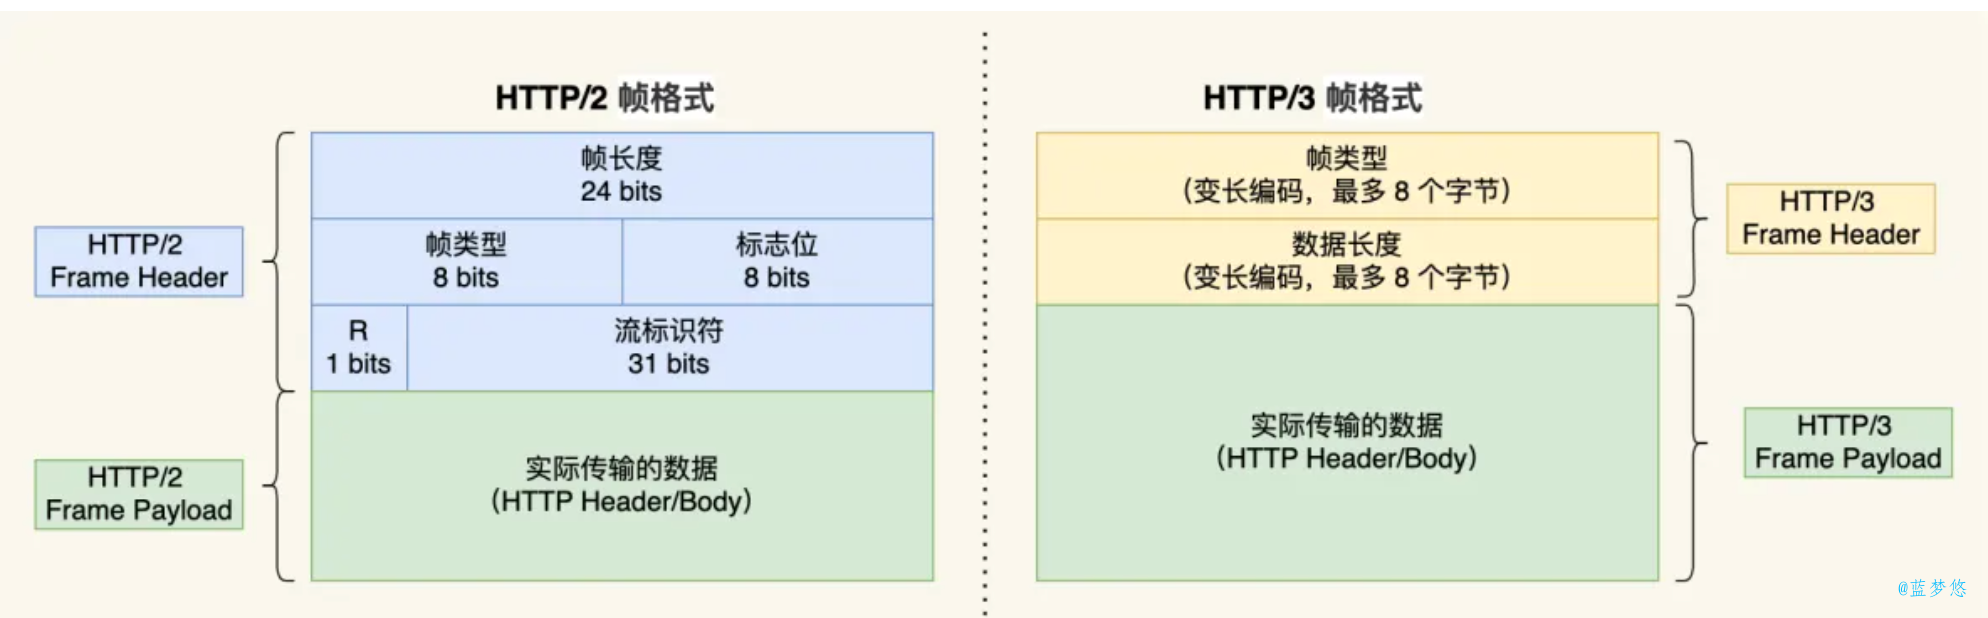 HTTP/2 帧格式
帧长度
24 bits
帧类型
8 bits
标志位
8 bits
R
1 bits
流标识符
31 bits
实际传输的数据
（HTTP Header/Body）
HTTP/2
Frame Header
HTTP/2
Frame Payload
HTTP/3 帧格式
帧类型
（变长编码，最多 8 个字节）
数据长度
（变长编码，最多 8 个字节）
实际传输的数据
（HTTP Header/Body）
HTTP/3
Frame Header
HTTP/3
Frame Payload
@蓝梦悠